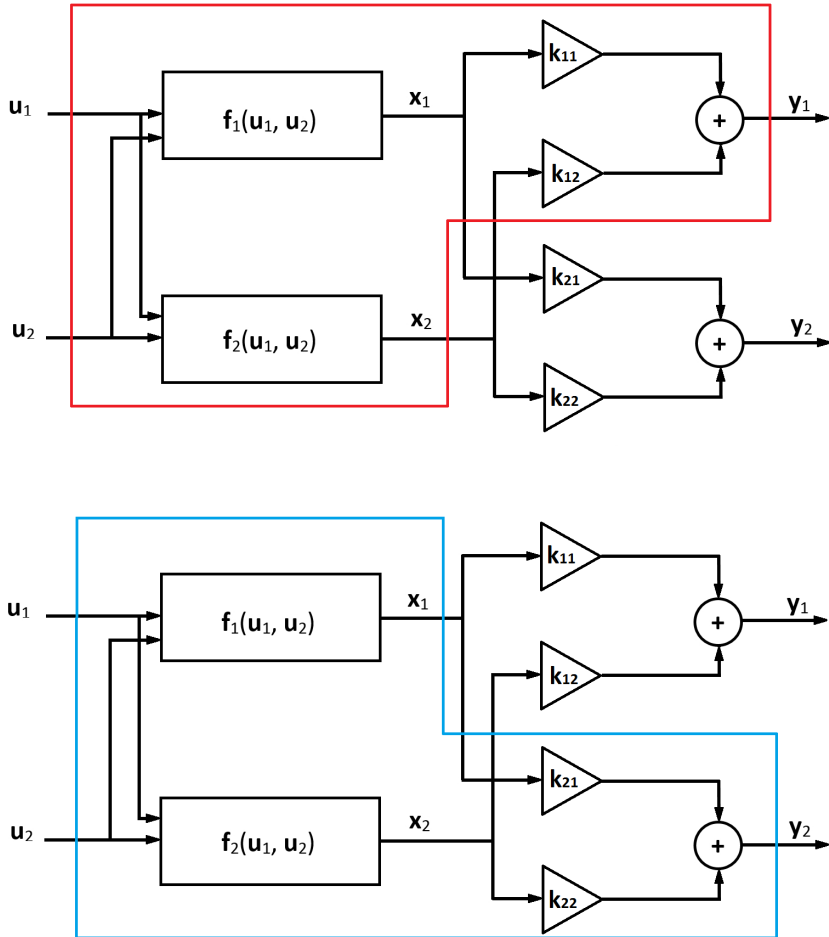 k₁₁
x₁
u₁
f₁(u₁, u₂)
+
y₁
k₁₂
k₂₁
x₂
u₂
f₂(u₁, u₂)
+
y₂
k₂₂
k₁₁
x₁
u₁
f₁(u₁, u₂)
+
y₁
k₁₂
k₂₁
x₂
u₂
f₂(u₁, u₂)
+
y₂
k₂₂